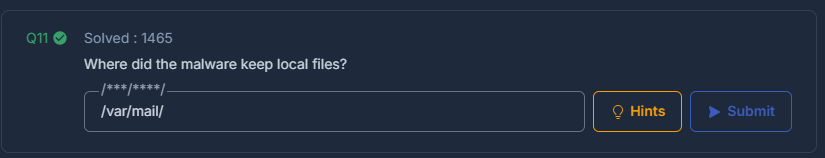 Q11 Solved : 1465
Where did the malware keep local files?
/***/****/
/var/mail/ Hints Submit